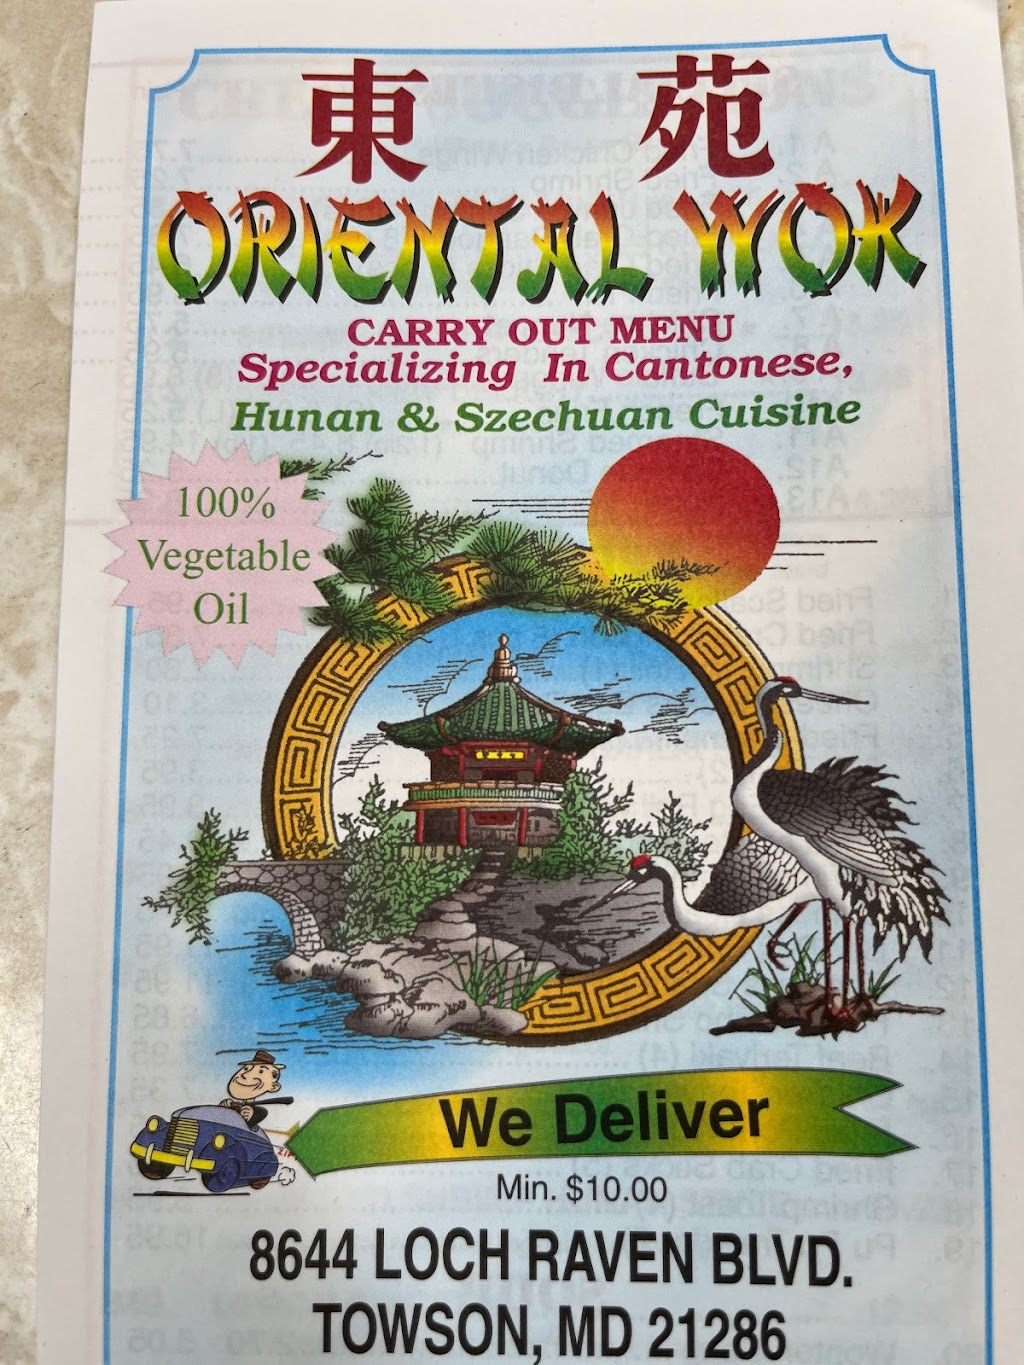 東 苑
ORIENTAL WOK
CARRY OUT MENU
Specializing In Cantonese,
Hunan & Szechuan Cuisine
100%
Vegetable
Oil
We Deliver
ZIP
Min. $10.00
8644 LOCH RAVEN BLVD.
TOWSON, MD 21286